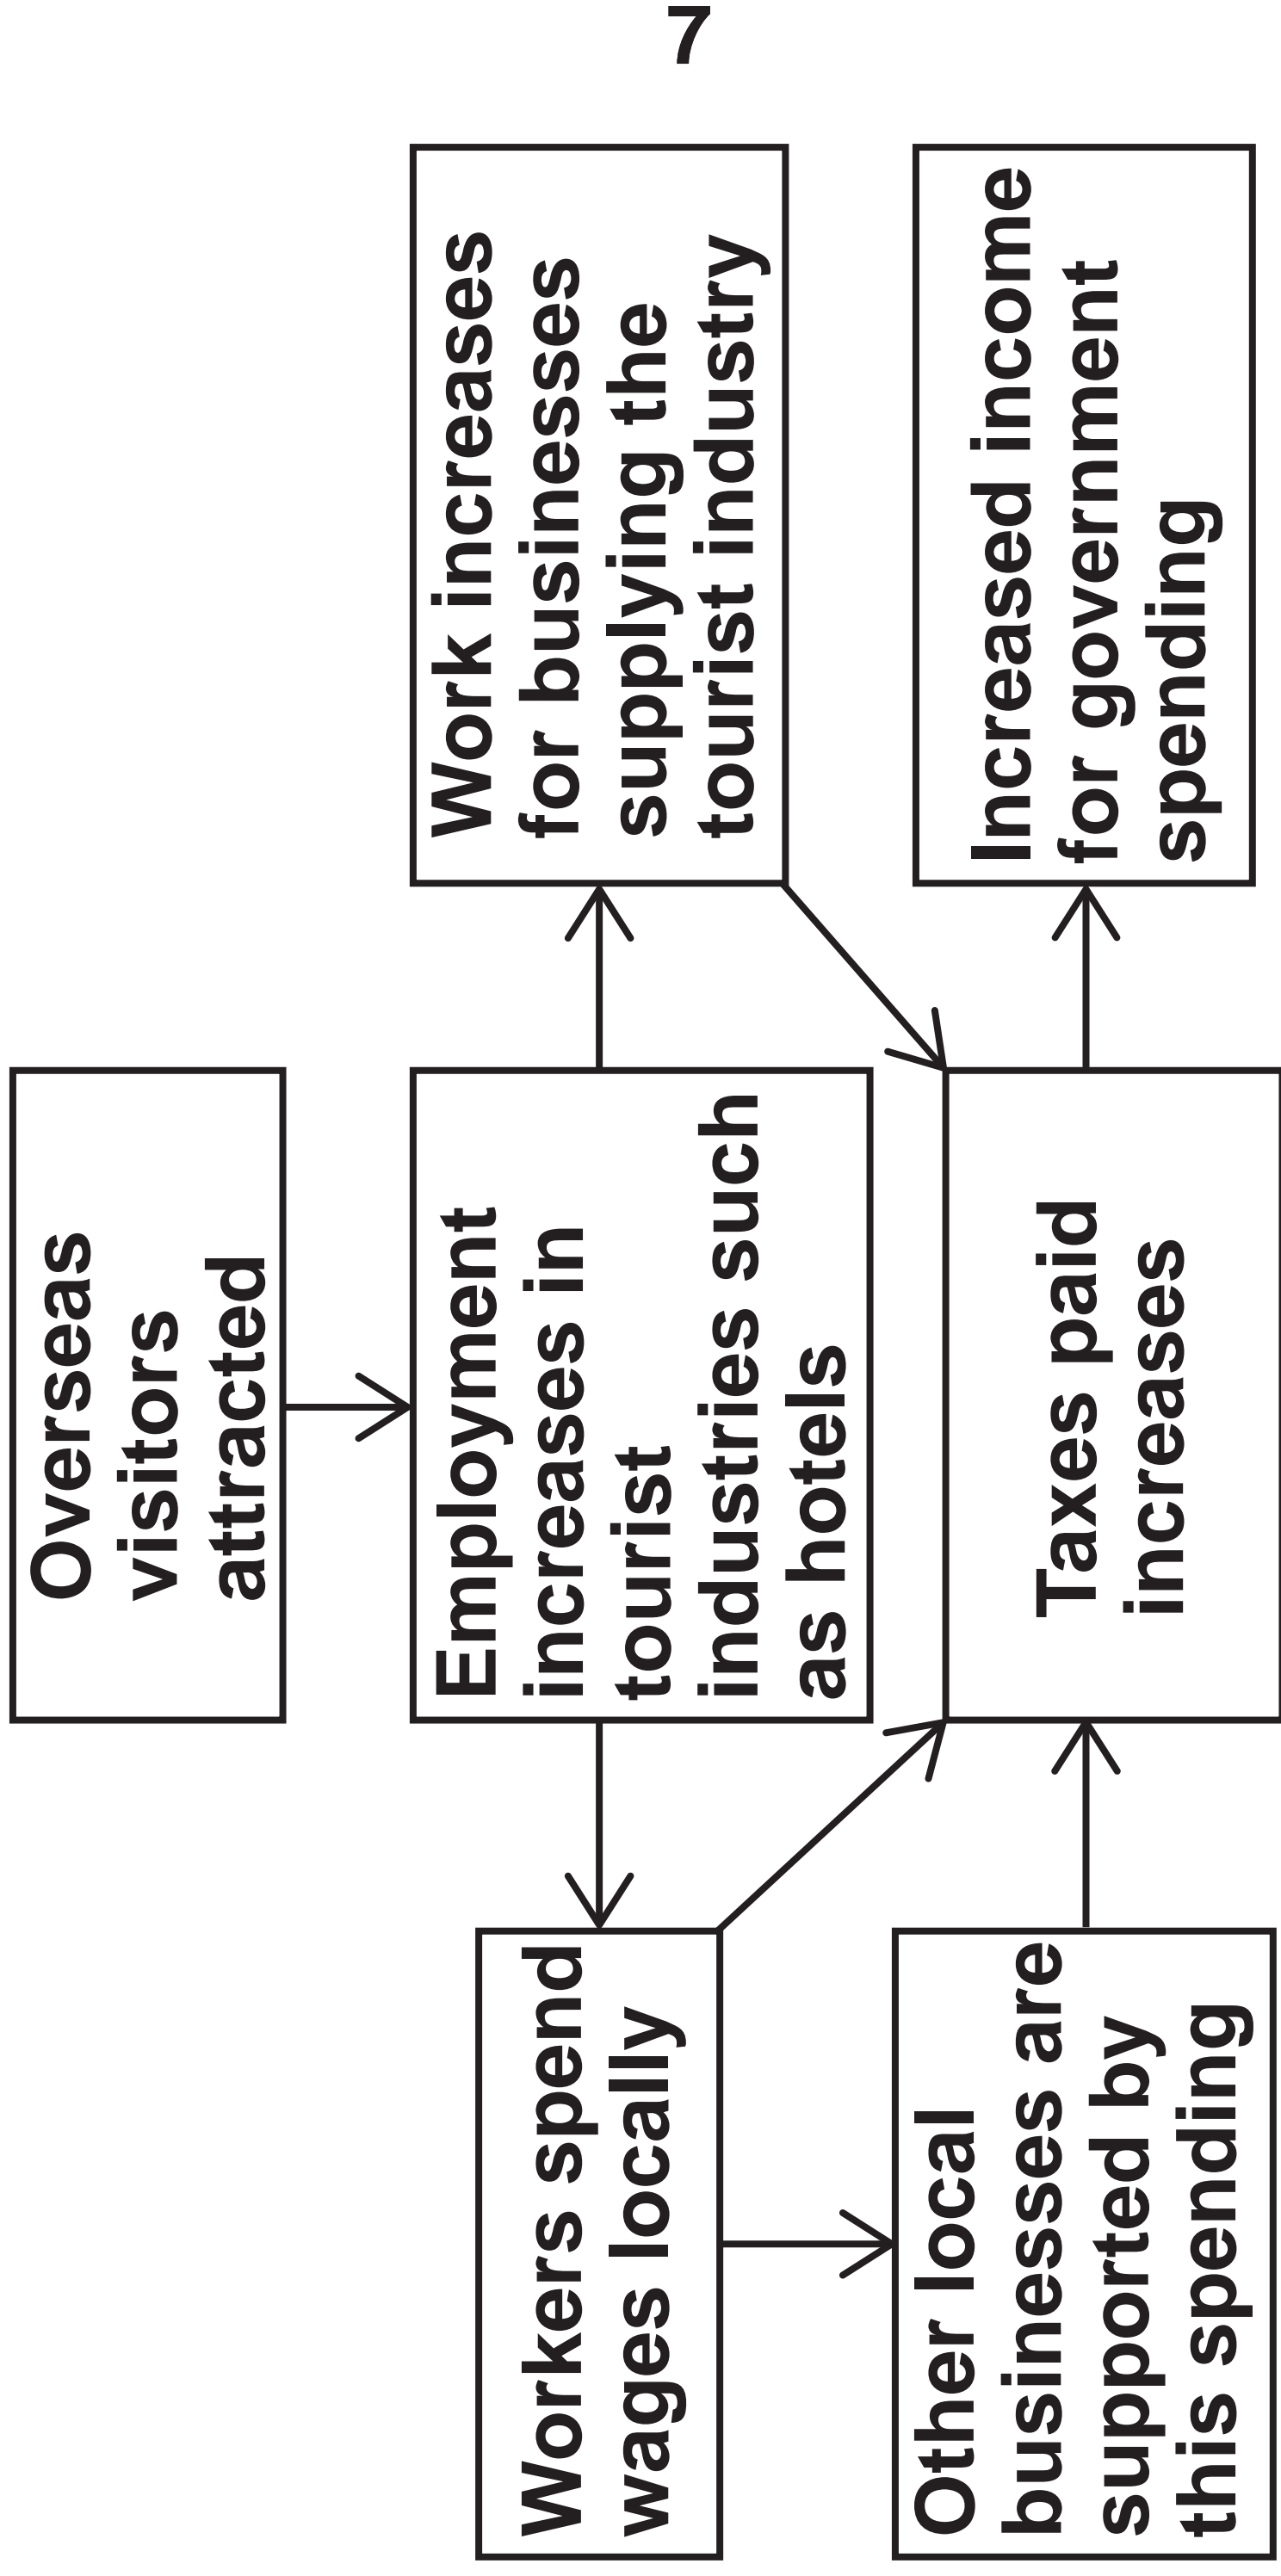 7
Overseas
visitors
attracted
Workers spend
wages locally
Employment
increases in
tourist
industries such
as hotels
Work increases
for businesses
supplying the
tourist industry
Other local
businesses are
supported by
this spending
Taxes paid
increases
Increased income
for government
spending